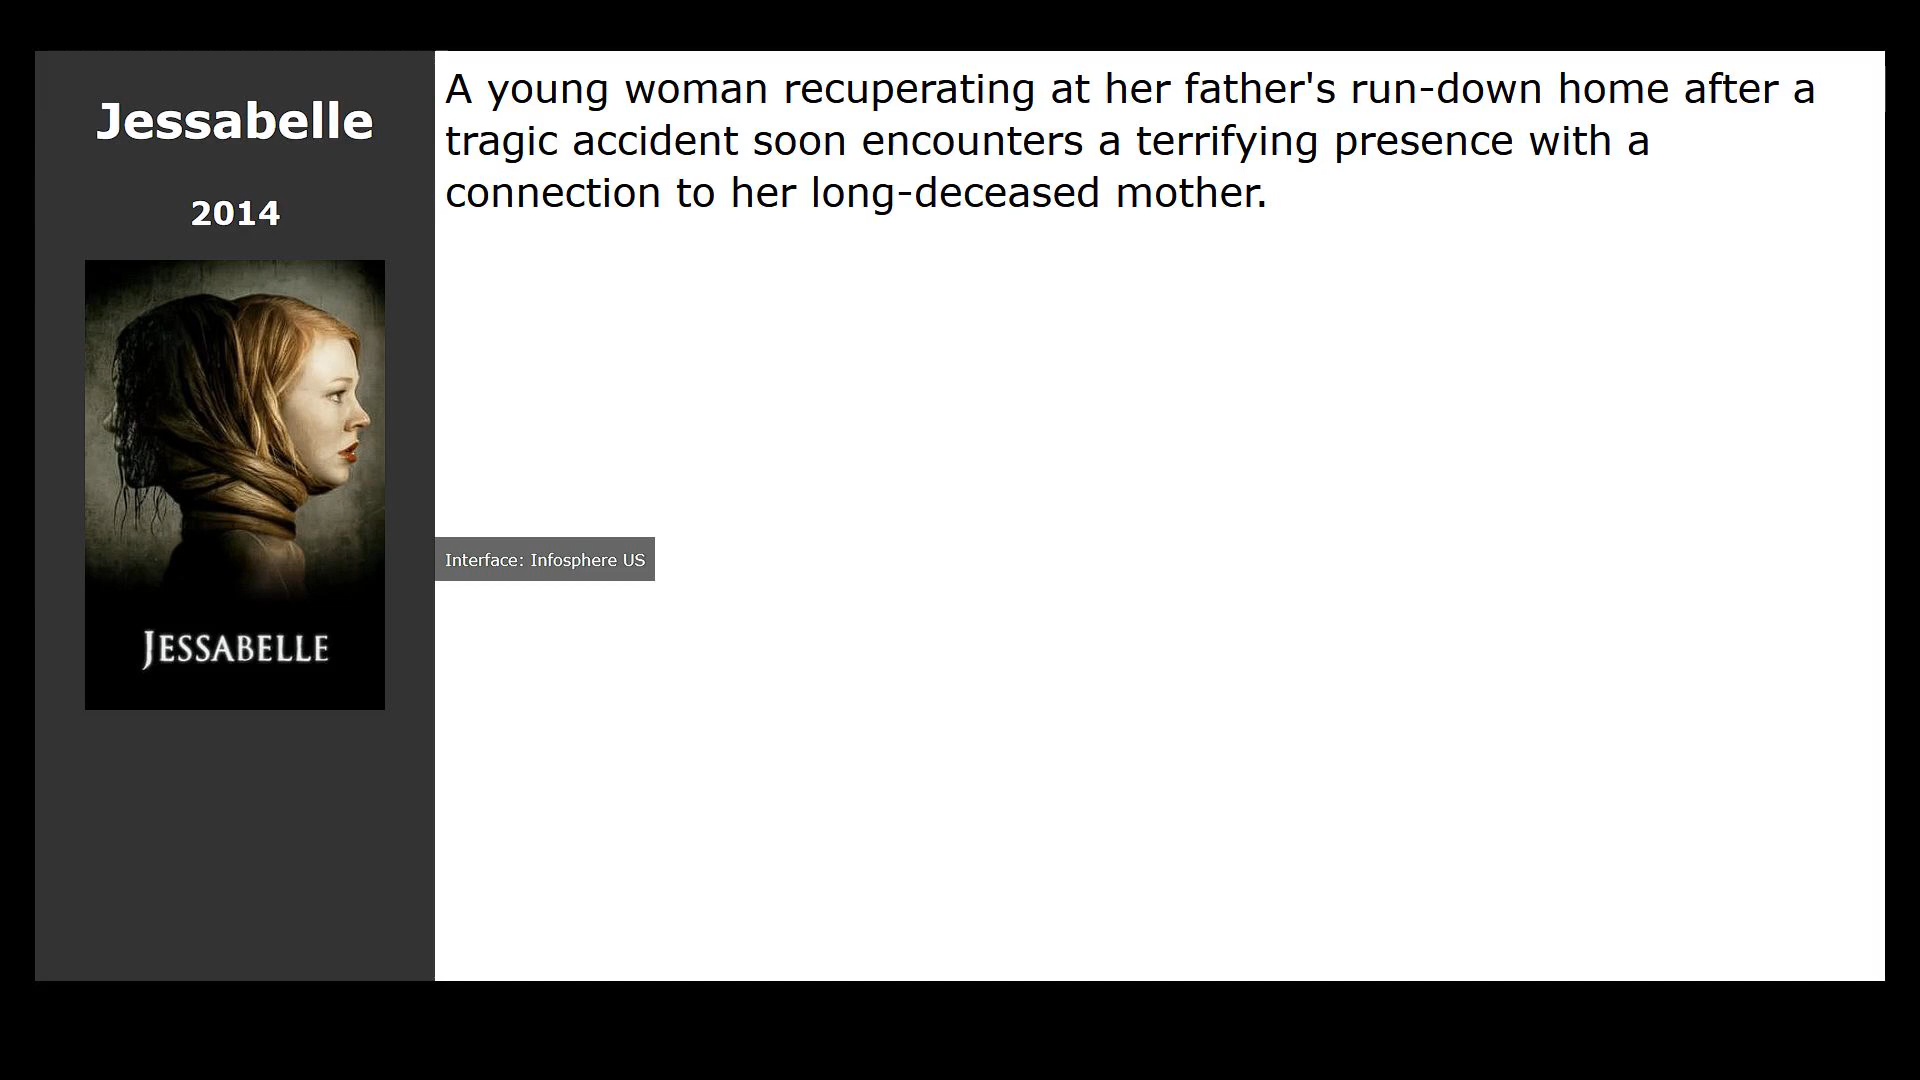 Jessabelle
2014
JESSABELLE
A young woman recuperating at her father's run-down home after a
tragic accident soon encounters a terrifying presence with a
connection to her long-deceased mother.
Interface: Infosphere US